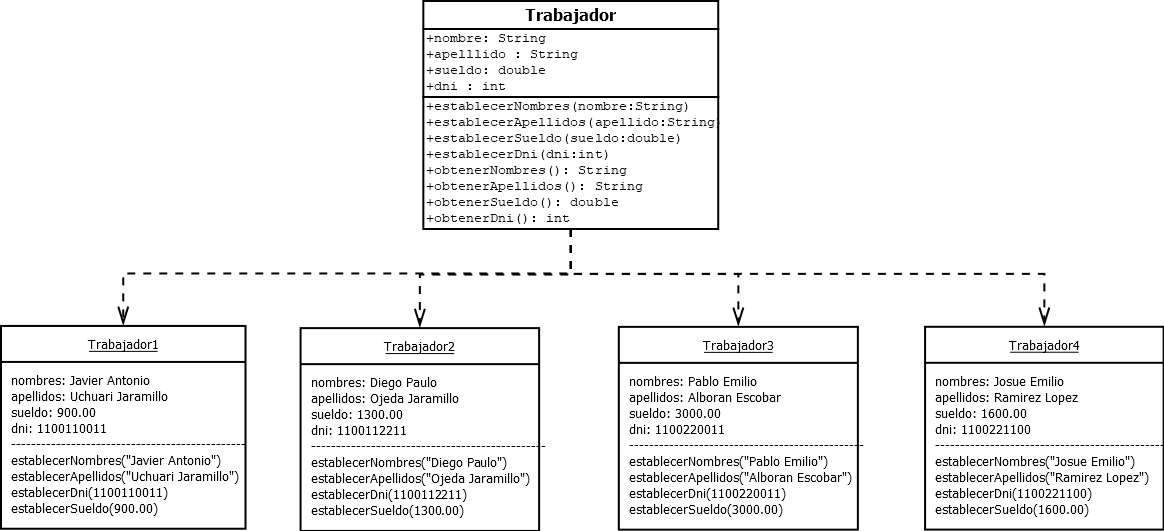 Trabajador
+nombre: String
+apelllido : String
+sueldo: double
+dni : int
+establecerNombres(nombre:String)
+establecerApellidos(apellido:String)
+establecerSueldo(sueldo:double)
+establecerDni(dni:int)
+obtenerNombres(): String
+obtenerApellidos(): String
+obtenerSueldo(): double
+obtenerDni(): int
Trabajador1
nombres: Javier Antonio
apellidos: Uchuari Jaramillo
sueldo: 900.00
dni: 1100110011
establecerNombres("Javier Antonio")
establecerApellidos("Uchuari Jaramillo")
establecerDni(1100110011)
establecerSueldo(900.00)
Trabajador2
nombres: Diego Paulo
apellidos: Ojeda Jaramillo
sueldo: 1300.00
dni: 1100112211
establecerNombres("Diego Paulo")
establecerApellidos("Ojeda Jaramillo")
establecerDni(1100112211)
establecerSueldo(1300.00)
Trabajador3
nombres: Pablo Emilio
apellidos: Alboran Escobar
sueldo: 3000.00
dni: 1100220011
establecerNombres("Pablo Emilio")
establecerApellidos("Alboran Escobar")
establecerDni(1100220011)
establecerSueldo(3000.00)
Trabajador4
nombres: Josue Emilio
apellidos: Ramirez Lopez
sueldo: 1600.00
dni: 1100221100
establecerNombres("Josue Emilio")
establecerApellidos("Ramirez Lopez")
establecerDni(1100221100)
establecerSueldo(1600.00)